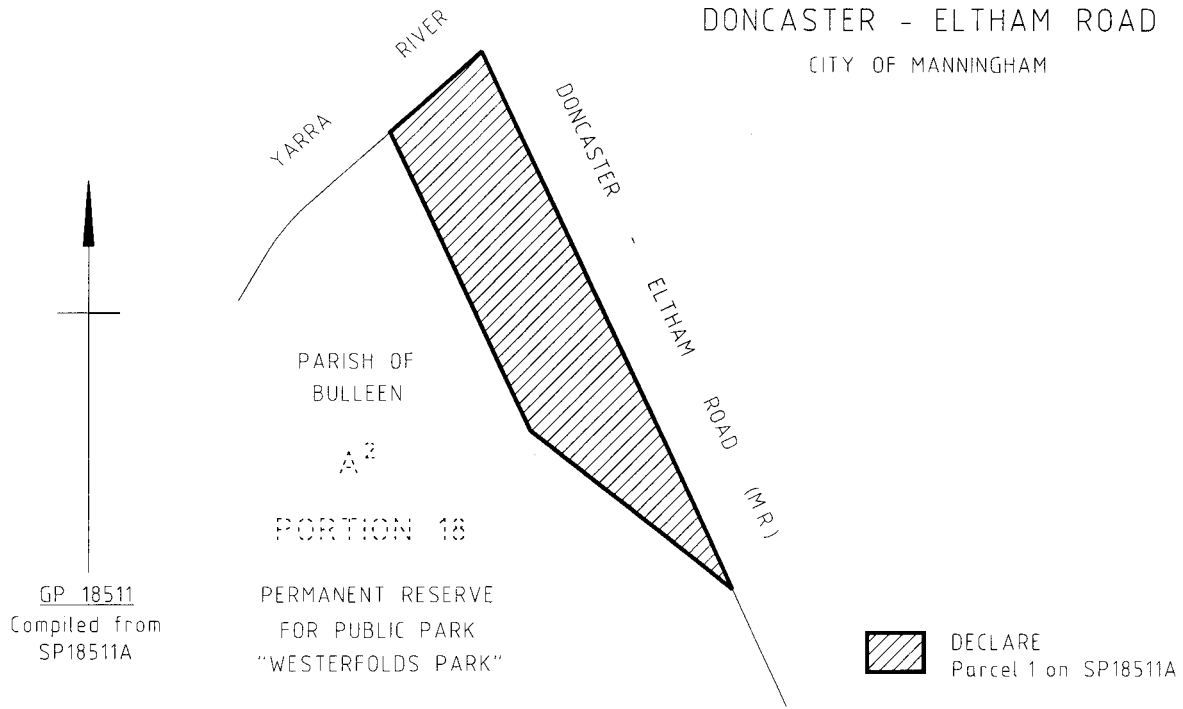 DONCASTER - ELTHAM ROAD
CITY OF MANNINGHAM
YARRA RIVER
DONCASTER - ELTHAM ROAD (M.R.)
PARISH OF
BULLEEN
A²
PORTION 18
PERMANENT RESERVE
FOR PUBLIC PARK
"WESTERFOLDS PARK"
GP 18511
Compiled from
SP18511A
DECLARE
Parcel 1 on SP18511A